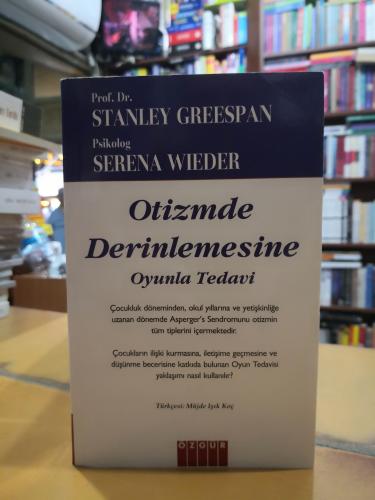 Prof. Dr.
STANLEY GREESPAN
Psikolog
SERENA WIEDER
Otizmde
Derinlemesine
Oyunla Tedavi
Çocukluk döneminden, okul yıllarına ve yetişkinliğe
uzanan dönemde Asperger's Sendromunu otizmin
tüm tiplerini içermektedir.
Çocukların ilişki kurmasına, iletişime geçmesine ve
düşünme becerisine katkıda bulunan Oyun Tedavisi
yaklaşımı nasıl kullanılır?
Türkçesi: Müjde Işık Koç
ÖZGÜR